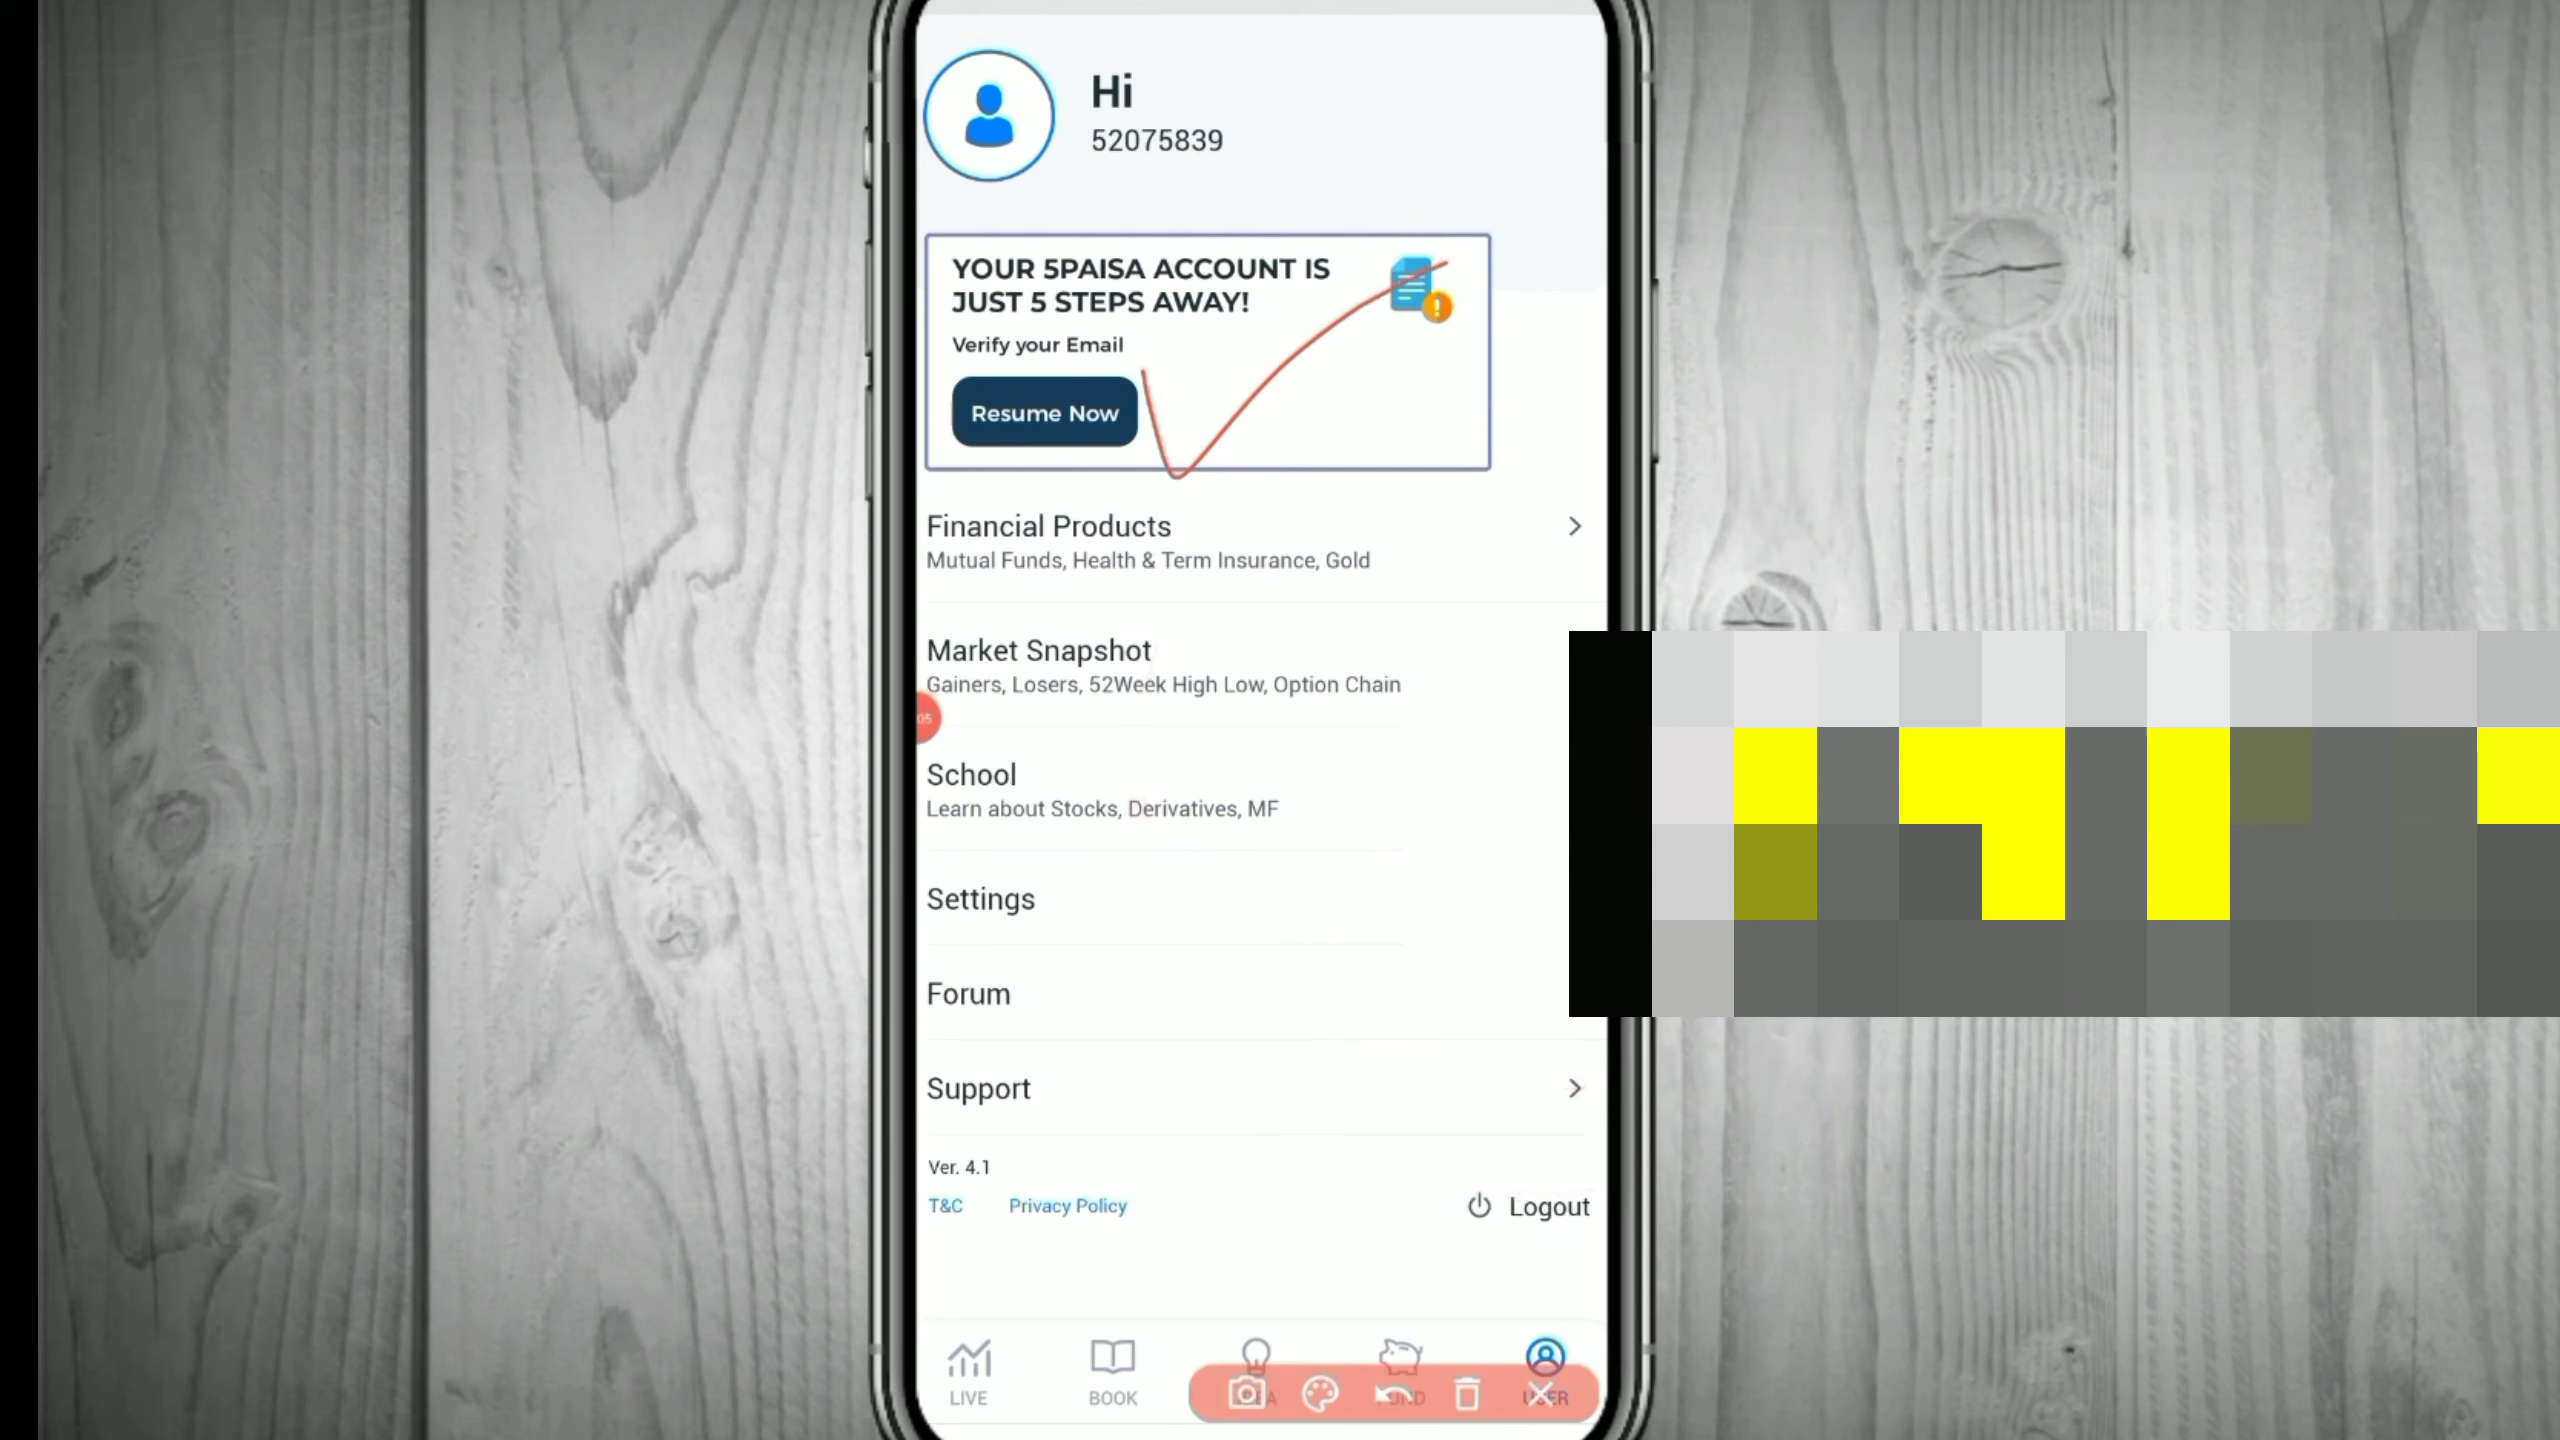 Hi
52075839
YOUR 5PAISA ACCOUNT IS
JUST 5 STEPS AWAY!
Verify your Email
Resume Now
Financial Products
Mutual Funds, Health & Term Insurance, Gold
Market Snapshot
Gainers, Losers, 52Week High Low, Option Chain
05
School
Learn about Stocks, Derivatives, MF
Settings
Forum
Support
Ver. 4.1
T&C Privacy Policy Logout
LIVE BOOK USER